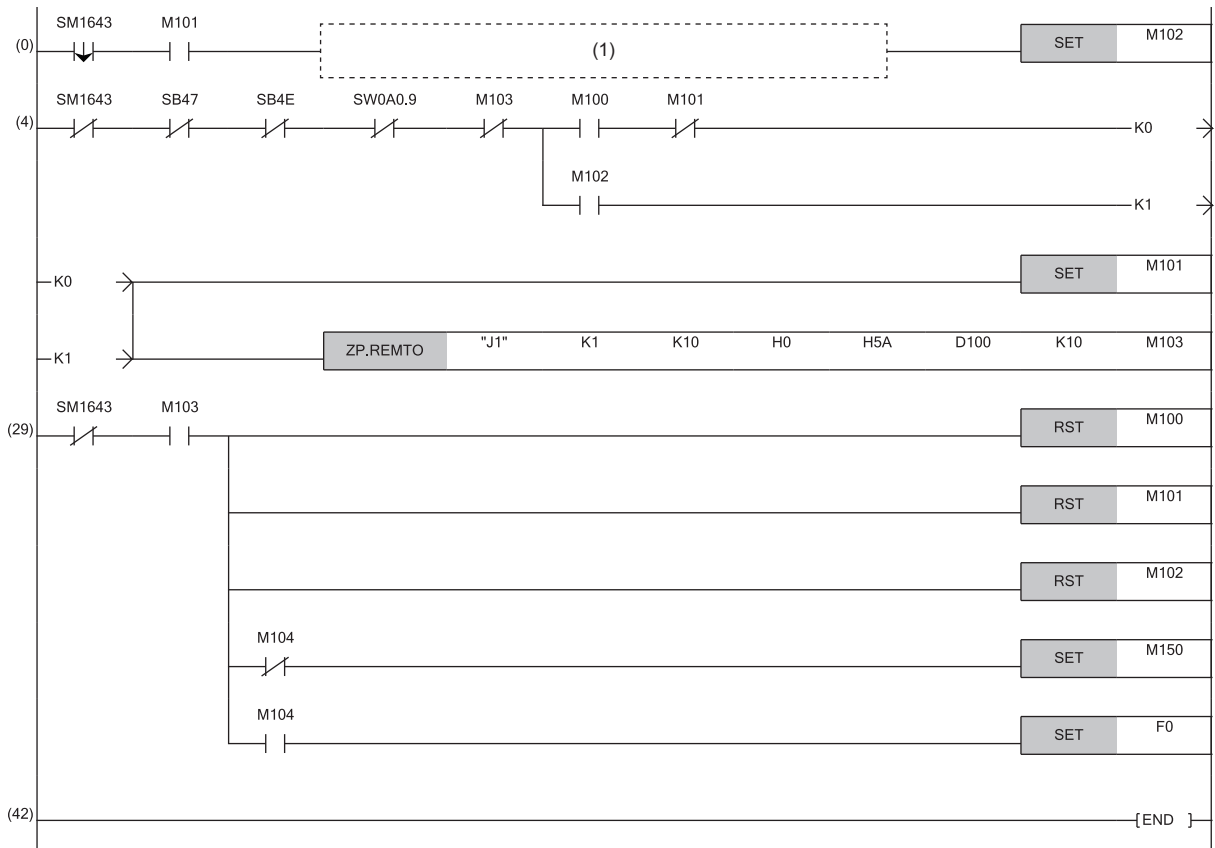 SM1643 M101
(0) (1) SET M102
SM1643 SB47 SB4E SW0A0.9 M103 M100 M101
(4) K0
M102
K1
K0 SET M101
K1 ZP.REMTO "J1" K1 K10 H0 H5A D100 K10 M103
SM1643 M103
(29) RST M100
RST M101
RST M102
M104
SET M150
M104
SET F0
(42) [END ]